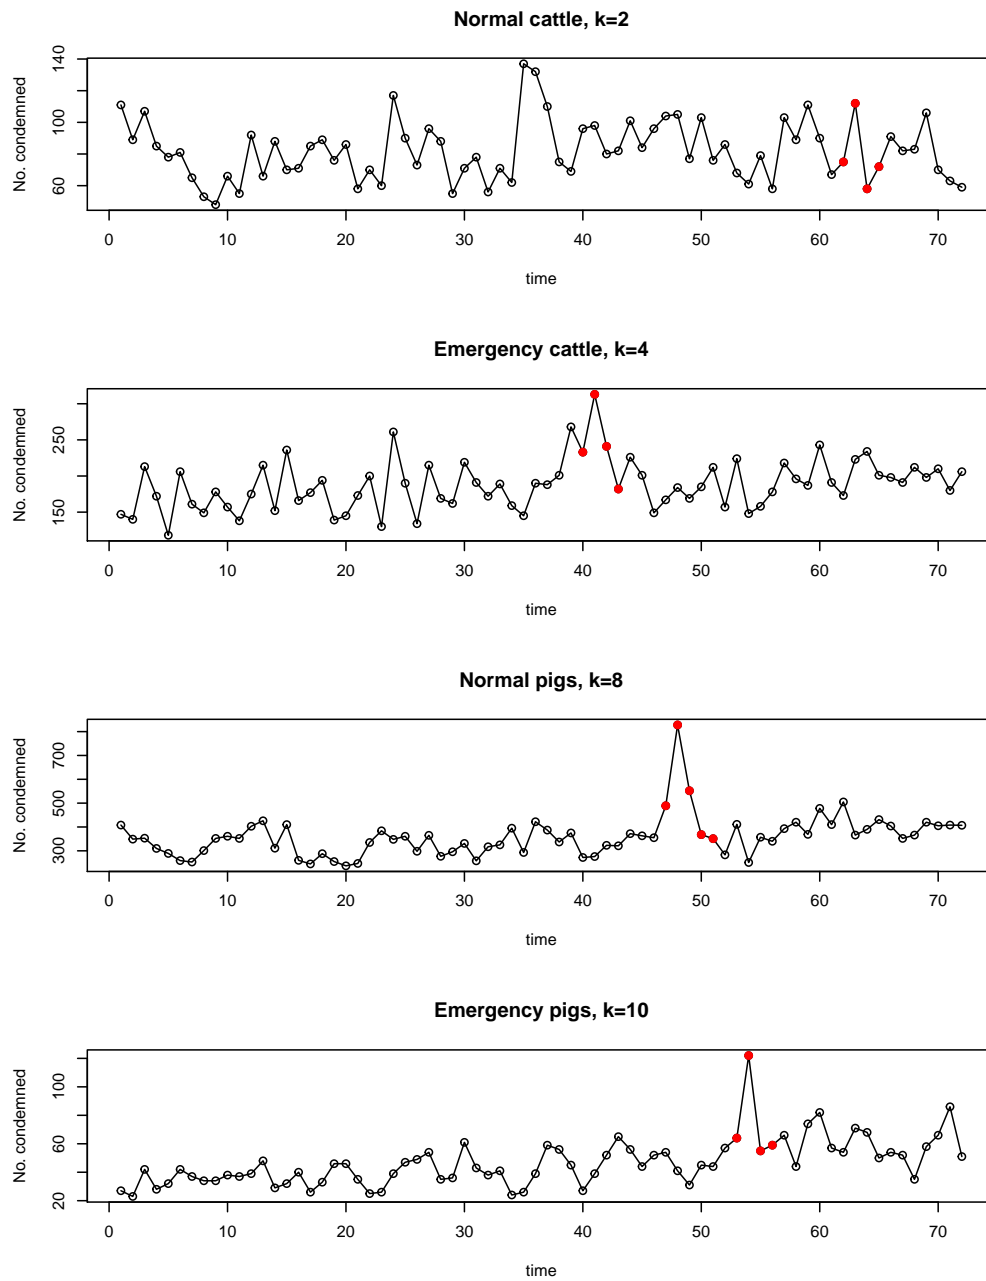 Normal cattle, k=2
No. condemned
60 100 140
0 10 20 30 40 50 60 70
time
Emergency cattle, k=4
No. condemned
150 250
0 10 20 30 40 50 60 70
time
Normal pigs, k=8
No. condemned
300 500 700
0 10 20 30 40 50 60 70
time
Emergency pigs, k=10
No. condemned
20 60 100
0 10 20 30 40 50 60 70
time